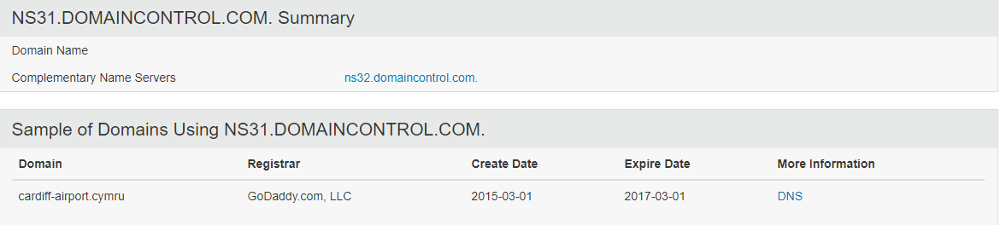 NS31.DOMAINCONTROL.COM. Summary
Domain Name
Complementary Name Servers ns32.domaincontrol.com.
Sample of Domains Using NS31.DOMAINCONTROL.COM.
Domain Registrar Create Date Expire Date More Information
cardiff-airport.cymru GoDaddy.com, LLC 2015-03-01 2017-03-01 DNS